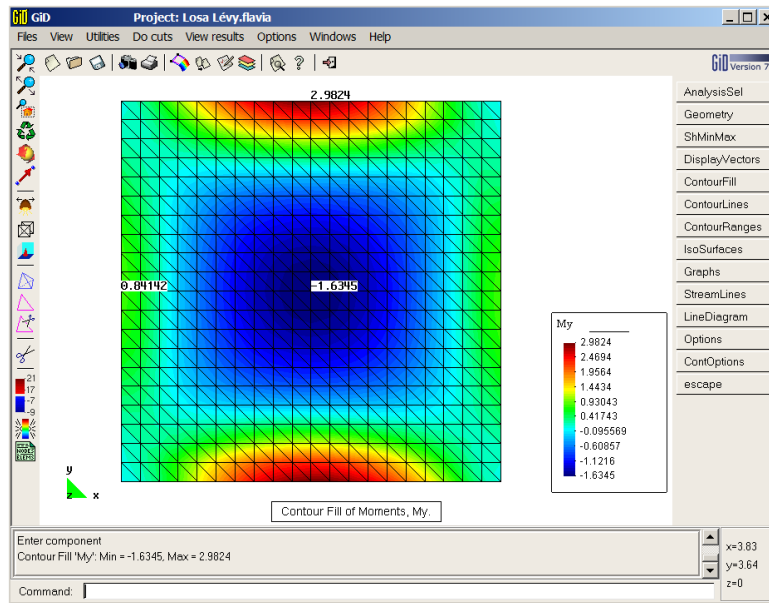 GiD Project: Losa Lévy.flavia
Files View Utilities Do cuts View results Options Windows Help
GiD Version 7
AnalysisSel
Geometry
ShMinMax
DisplayVectors
ContourFill
ContourLines
ContourRanges
IsoSurfaces
Graphs
StreamLines
LineDiagram
Options
ContOptions
escape
2.9824
0.84142
-1.6345
My
2.9824
2.4694
1.9564
1.4434
0.93043
0.41743
-0.095569
-0.60857
-1.1216
-1.6345
21
17
-7
-9
y
z x
Contour Fill of Moments, My.
Enter component
Contour Fill 'My': Min = -1.6345, Max = 2.9824
Command:
x=3.83
y=3.64
z=0